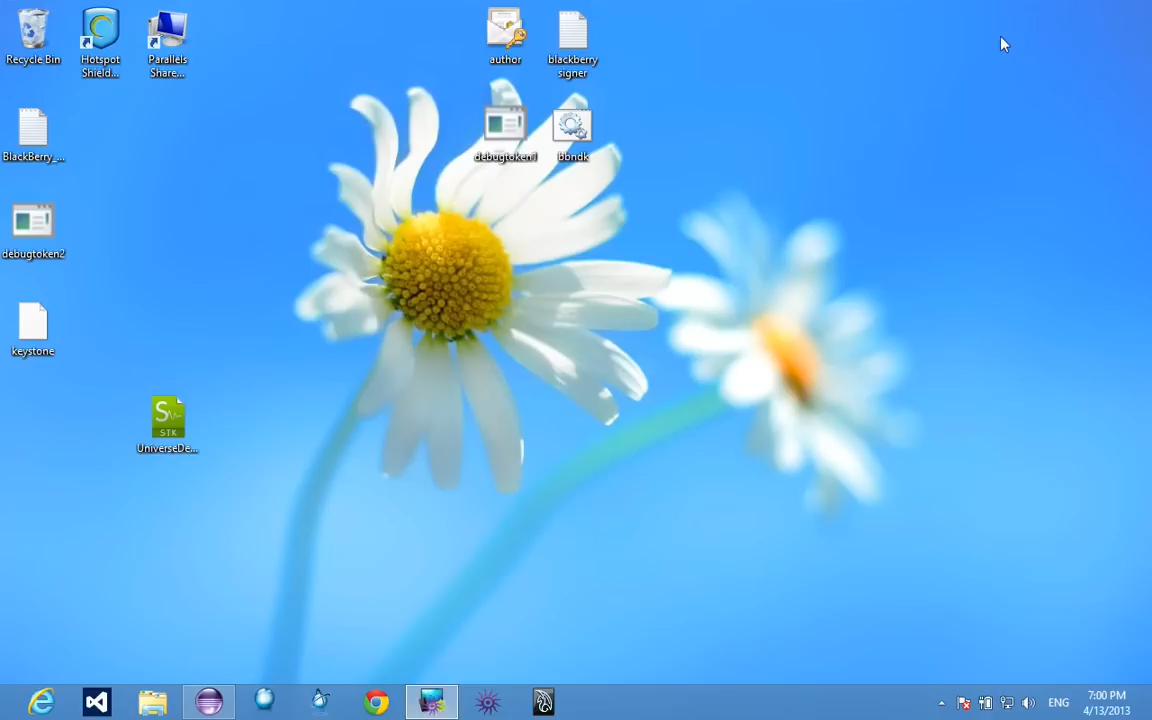 Recycle Bin
Hotspot
Shield...
Parallels
Share...
author
blackberry
signer
BlackBerry_...
debugtoken1
bbndk
debugtoken2
keystone
S
STK
UniverseDe...
ENG
7:00 PM
4/13/2013